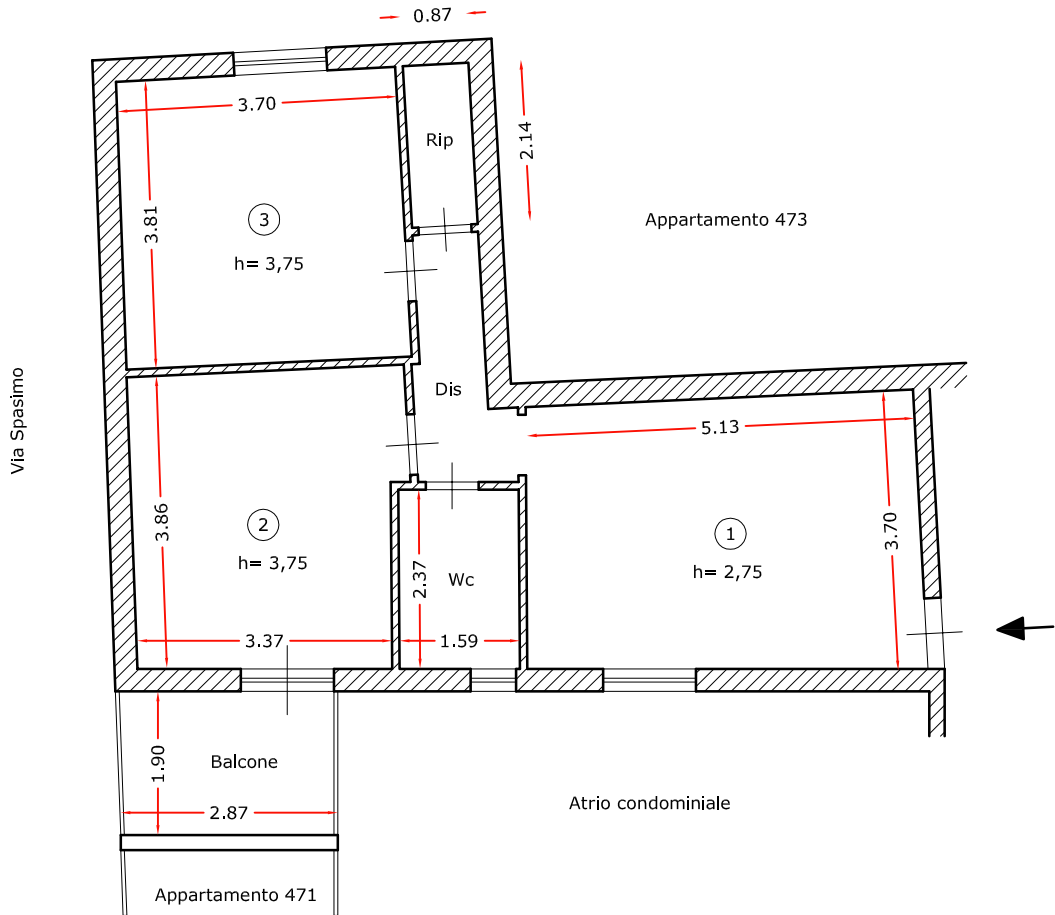 0.87
3.70
Rip
2.14
3
h= 3,75
3.81
Appartamento 473
Via Spasimo
Dis
5.13
3.86
2
h= 3,75
2.37
Wc
1
h= 2,75
3.70
3.37
1.59
1.90
Balcone
2.87
Atrio condominiale
Appartamento 471